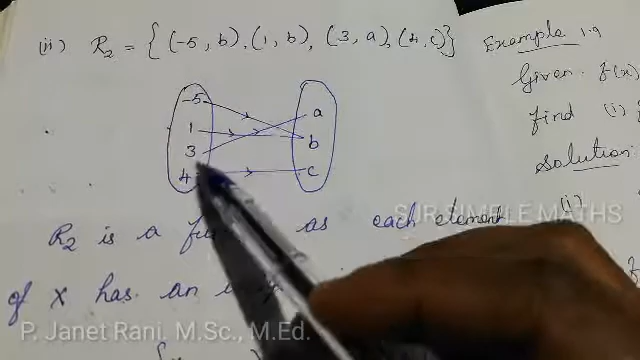 (ii) R₂ = { (-5, b), (1, b), (3, a), (4, c)}
Example 1.9
Given f(x)
find (i)
Solution
(i)
-5
1
3
4
a
b
c
SUR SIMPLE MATHS
R₂ is a as each element
of X has an
P. Janet Rani, M.Sc., M.Ed.